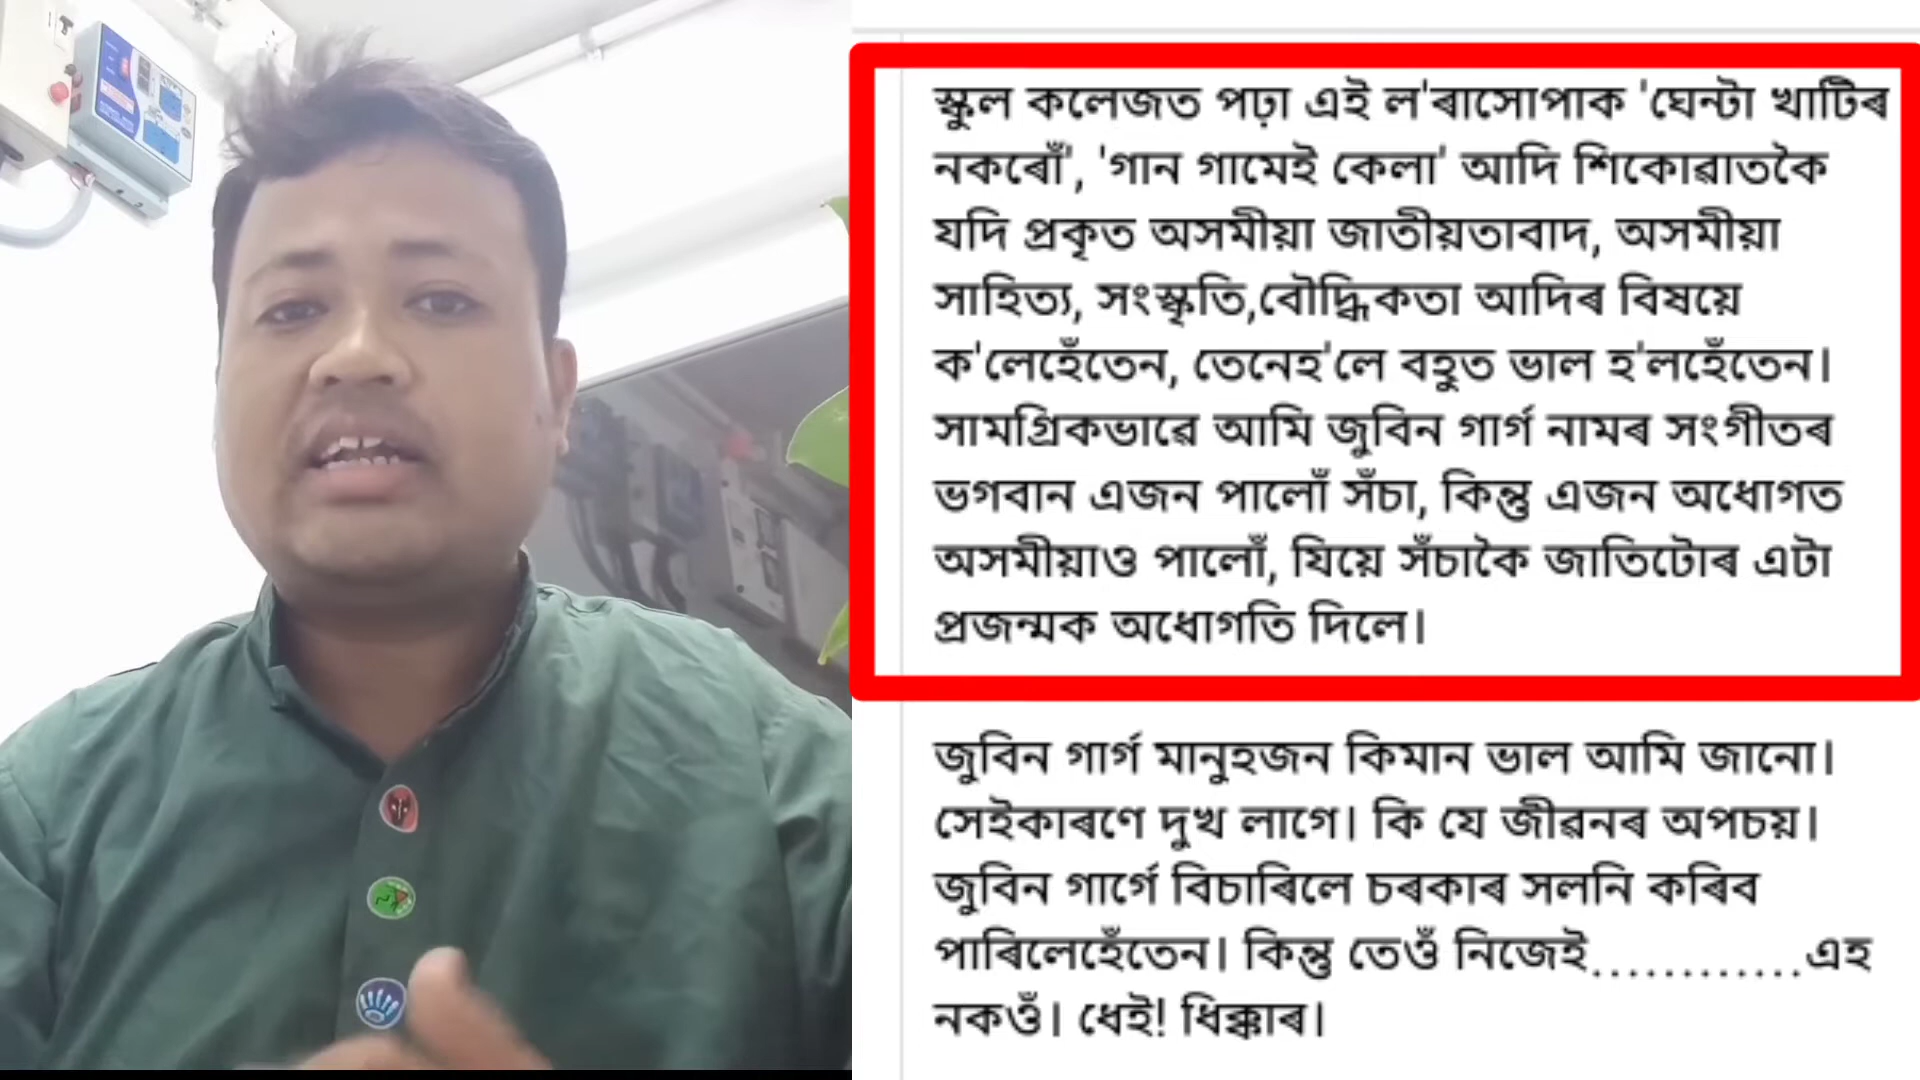 স্কুল কলেজত পঢ়া এই ল'ৰাসোপাক 'ঘেন্টা খাটিৰ
নকৰোঁ', 'গান গামেই কেলা' আদি শিকোৱাতকৈ
যদি প্ৰকৃত অসমীয়া জাতীয়তাবাদ, অসমীয়া
সাহিত্য, সংস্কৃতি,বৌদ্ধিকতা আদিৰ বিষয়ে
ক'লেহেঁতেন, তেনেহ'লে বহুত ভাল হ'লহেঁতেন।
সামগ্ৰিকভাৱে আমি জুবিন গাৰ্গ নামৰ সংগীতৰ
ভগবান এজন পালোঁ সঁচা, কিন্তু এজন অধোগত
অসমীয়াও পালোঁ, যিয়ে সঁচাকৈ জাতিটোৰ এটা
প্ৰজন্মক অধোগতি দিলে।
জুবিন গাৰ্গ মানুহজন কিমান ভাল আমি জানো।
সেইকাৰণে দুখ লাগে। কি যে জীৱনৰ অপচয়।
জুবিন গাৰ্গে বিচাৰিলে চৰকাৰ সলনি কৰিব
পাৰিলেহেঁতেন। কিন্তু তেওঁ নিজেই............এহ
নকওঁ। ধেই! ধিক্কাৰ।